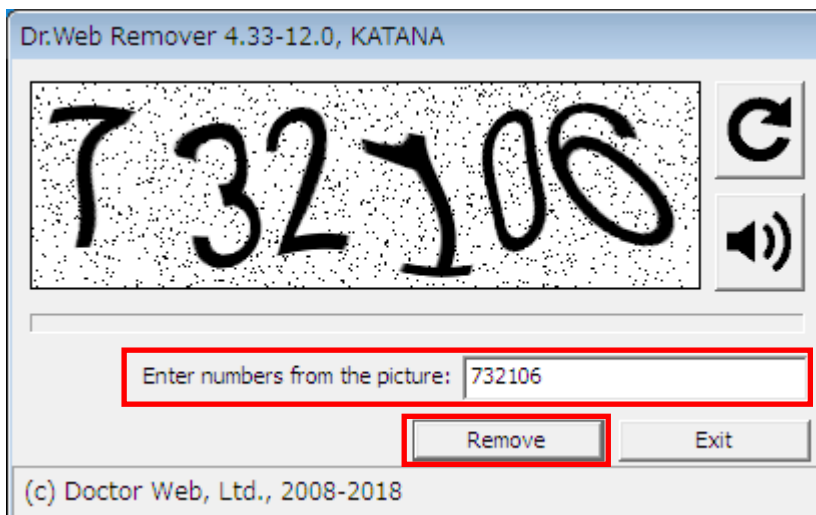 Dr.Web Remover 4.33-12.0, KATANA
732106
Enter numbers from the picture: 732106
Remove Exit
(c) Doctor Web, Ltd., 2008-2018